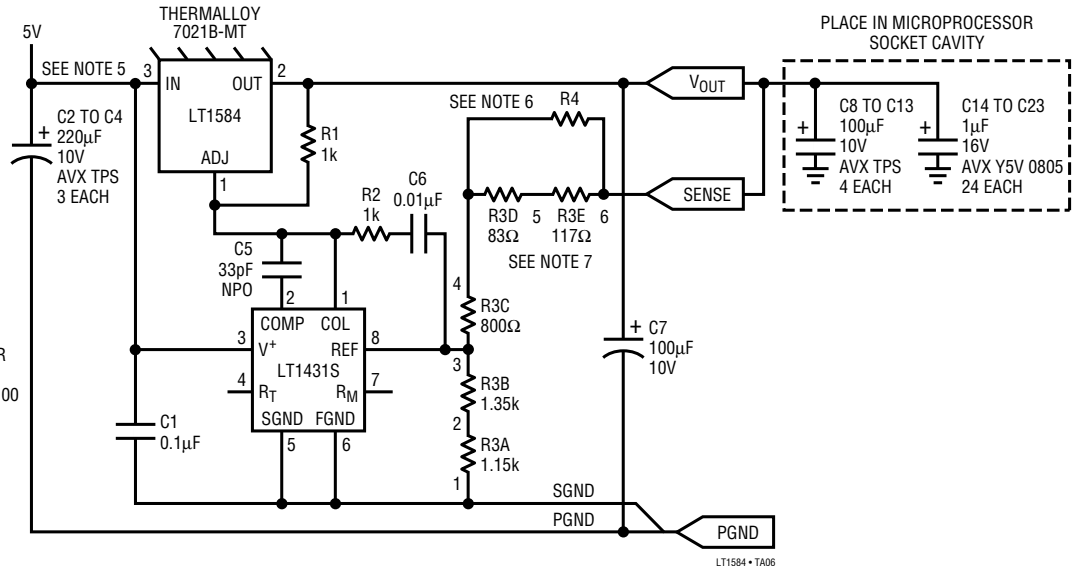 THERMALLOY
7021B-MT
5V
SEE NOTE 5
3
IN
OUT
2
LT1584
ADJ
1
+
C2 TO C4
220µF
10V
AVX TPS
3 EACH
R1
1k
PLACE IN MICROPROCESSOR
SOCKET CAVITY
VOUT
SEE NOTE 6
R4
+
C8 TO C13
100µF
10V
AVX TPS
4 EACH
+
C14 TO C23
1µF
16V
AVX Y5V 0805
24 EACH
R2
1k
C6
0.01µF
R3D
83Ω
5
R3E
117Ω
6
SENSE
SEE NOTE 7
C5
33pF
NPO
2
1
COMP
COL
3
V+
REF
8
LT1431S
4
RT
RM
7
SGND
FGND
5
6
4
R3C
800Ω
3
R3B
1.35k
2
R3A
1.15k
1
+
C7
100µF
10V
R
00
C1
0.1µF
SGND
PGND
PGND
LT1584 • TA06